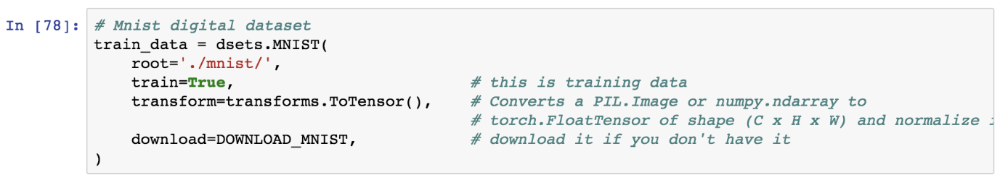 In [78]: # Mnist digital dataset
train_data = dsets.MNIST(
    root='./mnist/',
    train=True,                         # this is training data
    transform=transforms.ToTensor(),    # Converts a PIL.Image or numpy.ndarray to
                                        # torch.FloatTensor of shape (C x H x W) and normalize
    download=DOWNLOAD_MNIST,            # download it if you don't have it
)